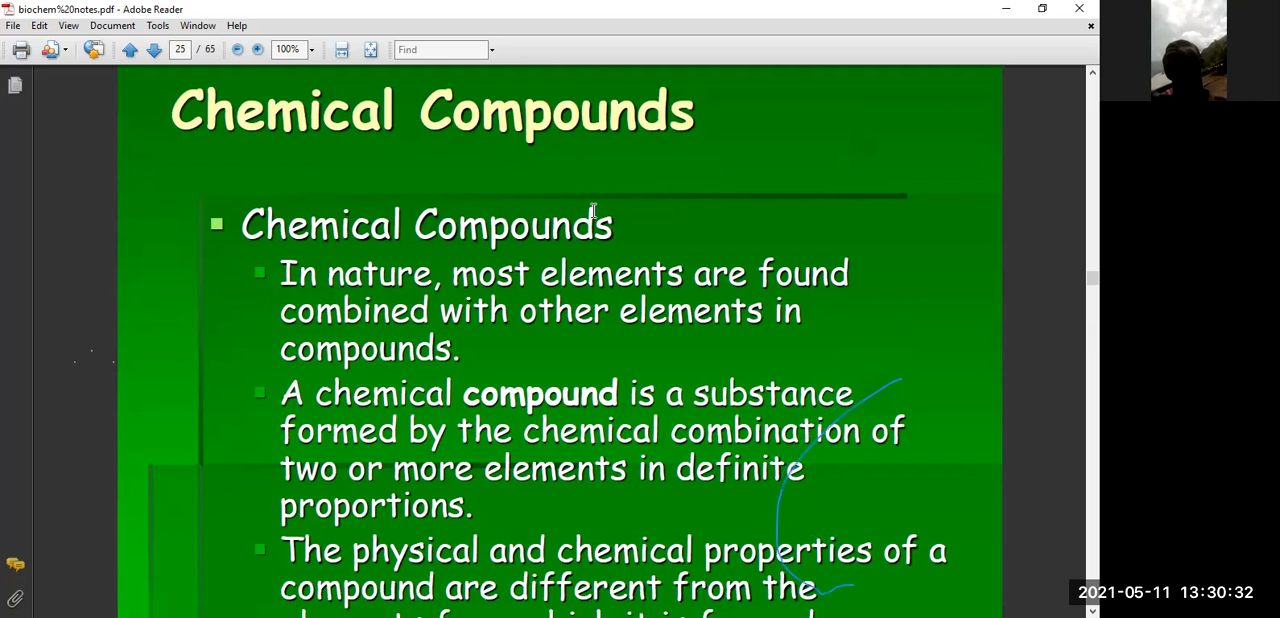 biochem%20notes.pdf - Adobe Reader
File Edit View Document Tools Window Help
25 / 65 100% Find
Chemical Compounds
Chemical Compounds
In nature, most elements are found
combined with other elements in
compounds.
A chemical compound is a substance
formed by the chemical combination of
two or more elements in definite
proportions.
The physical and chemical properties of a
compound are different from the
2021-05-11 13:30:32